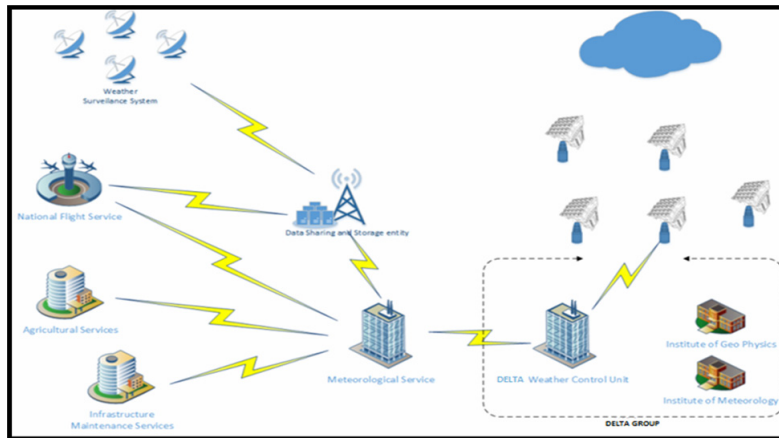 Weather
Surveillance System
National Flight Service
Data Sharing and Storage entity
Agricultural Services
Meteorological Service
DELTA Weather Control Unit
Institute of Geo Physics
Institute of Meteorology
Infrastructure
Maintenance Services
DELTA GROUP